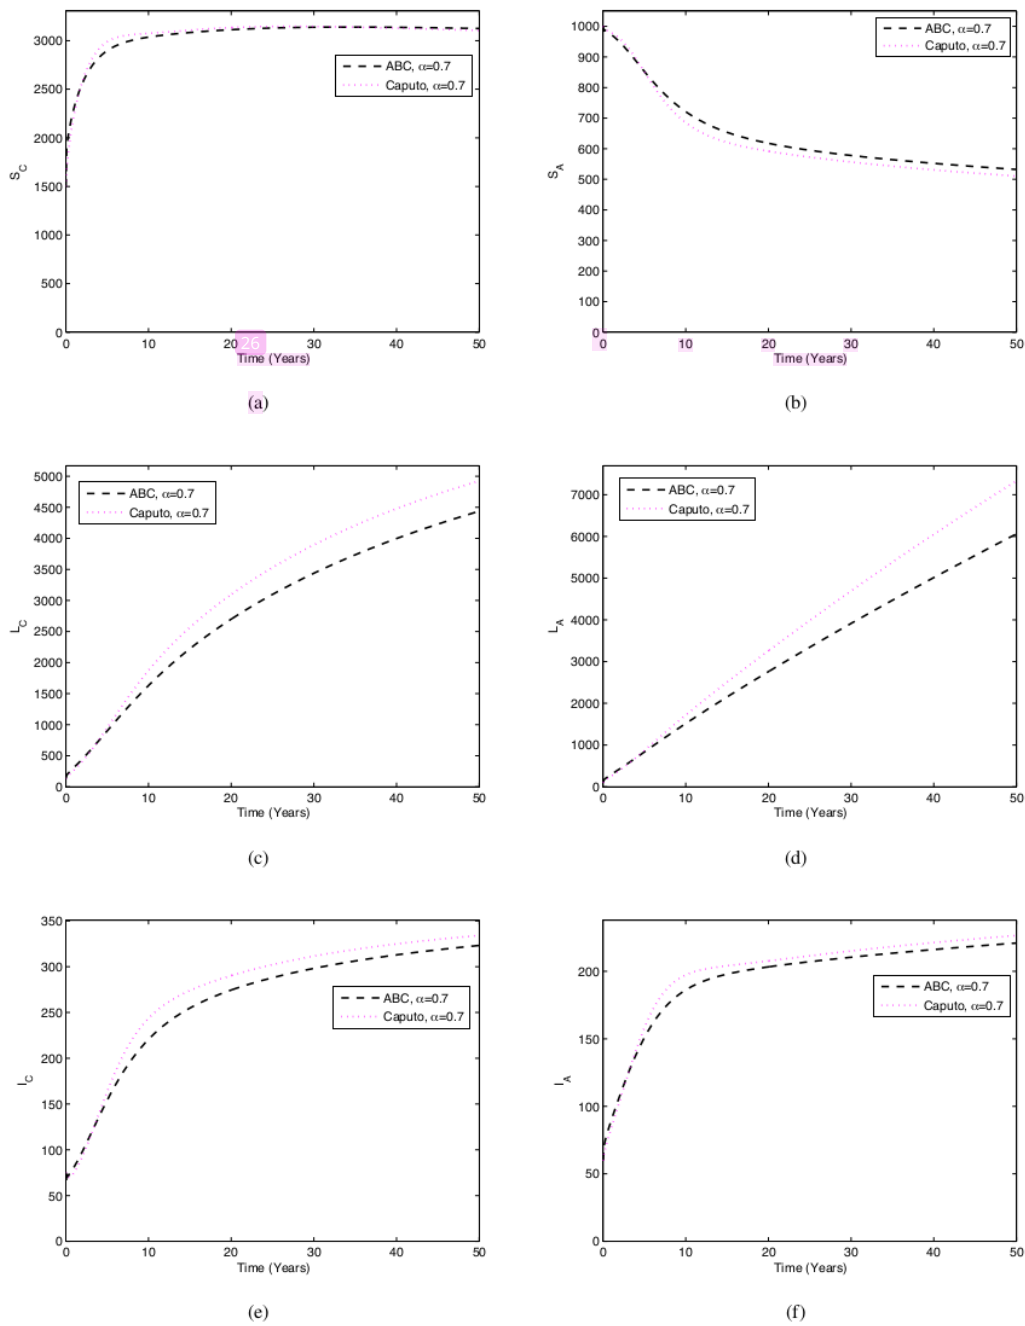 3000
2500
2000
1500
1000
500
0
S_C
ABC, α=0.7
Caputo, α=0.7
0 10 20 26 30 40 50
Time (Years)
(a)
1000
900
800
700
600
500
400
300
200
100
0
S_A
ABC, α=0.7
Caputo, α=0.7
0 10 20 30 40 50
Time (Years)
(b)
5000
4500
4000
3500
3000
2500
2000
1500
1000
500
0
L_C
ABC, α=0.7
Caputo, α=0.7
0 10 20 30 40 50
Time (Years)
(c)
7000
6000
5000
4000
3000
2000
1000
0
L_A
ABC, α=0.7
Caputo, α=0.7
0 10 20 30 40 50
Time (Years)
(d)
350
300
250
200
150
100
50
0
I_C
ABC, α=0.7
Caputo, α=0.7
0 10 20 30 40 50
Time (Years)
(e)
200
150
100
50
0
I_A
ABC, α=0.7
Caputo, α=0.7
0 10 20 30 40 50
Time (Years)
(f)